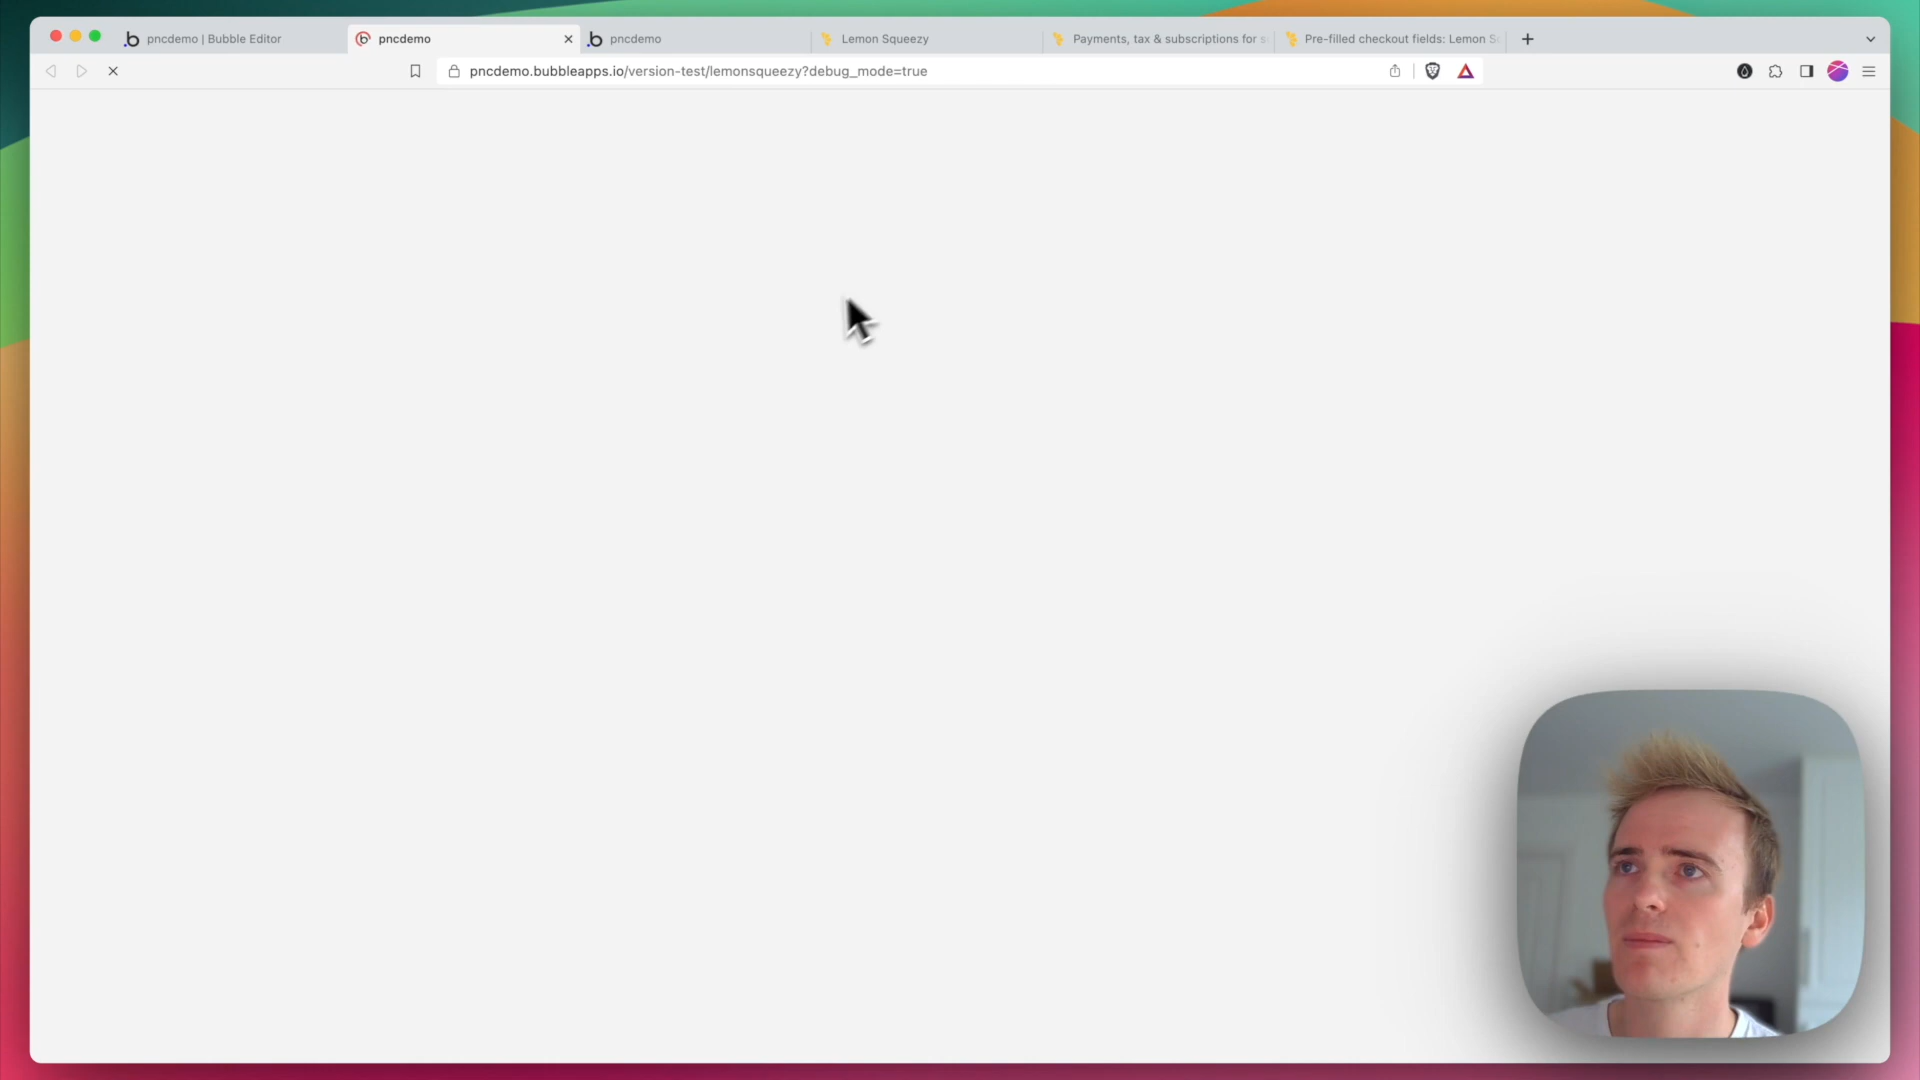 pncdemo | Bubble Editor
pncdemo
pncdemo
Lemon Squeezy
Payments, tax & subscriptions for s
Pre-filled checkout fields: Lemon S
pncdemo.bubbleapps.io/version-test/lemonsqueezy?debug_mode=true